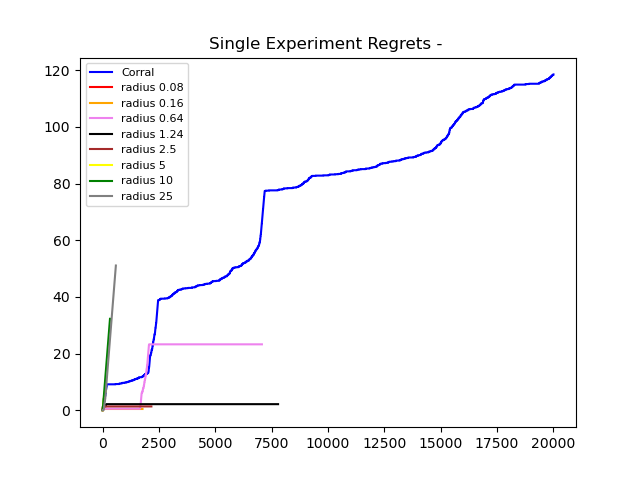 Single Experiment Regrets -
120
100
80
60
40
20
0
Corral
radius 0.08
radius 0.16
radius 0.64
radius 1.24
radius 2.5
radius 5
radius 10
radius 25
0 2500 5000 7500 10000 12500 15000 17500 20000